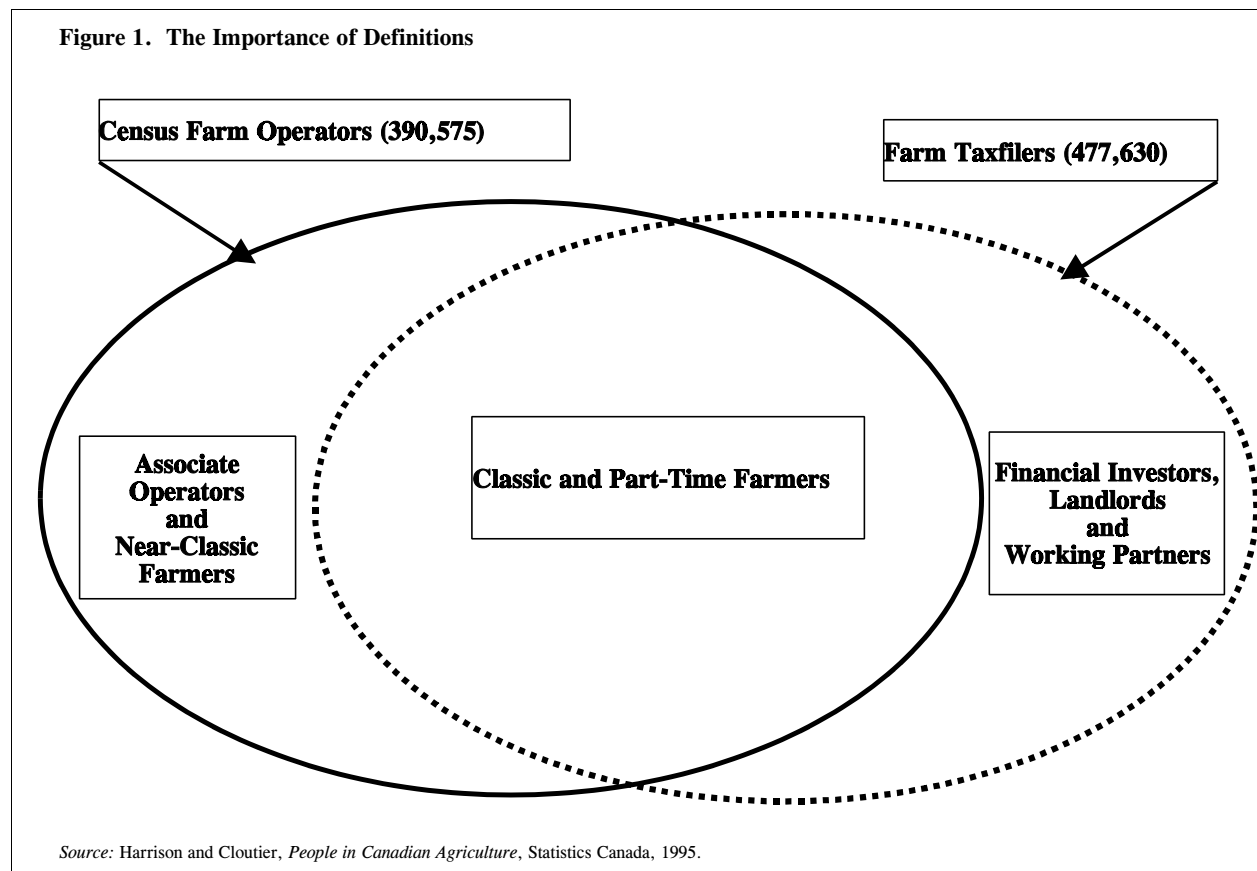 Figure 1. The Importance of Definitions
Census Farm Operators (390,575)
Farm Taxfilers (477,630)
Associate
Operators
and
Near-Classic
Farmers
Classic and Part-Time Farmers
Financial Investors,
Landlords
and
Working Partners
Source: Harrison and Cloutier, People in Canadian Agriculture, Statistics Canada, 1995.